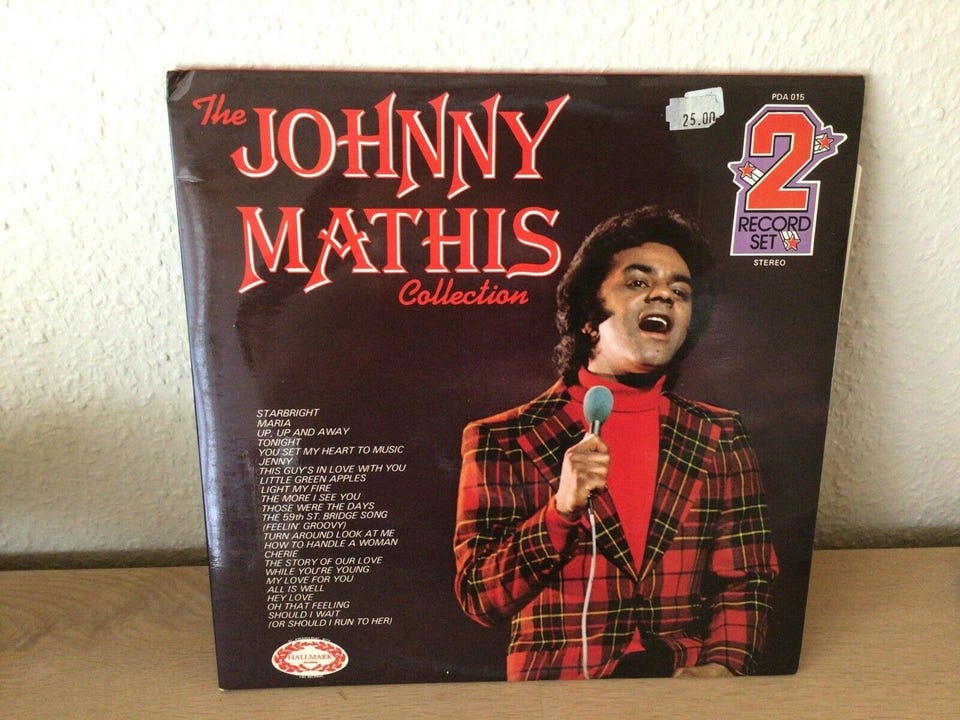 The
JOHNNY
MATHIS
Collection
25.00
PDA 015
2
RECORD
SET
STEREO
STARBRIGHT
MARIA
UP, UP AND AWAY
TONIGHT
YOU SET MY HEART TO MUSIC
JENNY
THIS GUY'S IN LOVE WITH YOU
LITTLE GREEN APPLES
LIGHT MY FIRE
THE MORE I SEE YOU
THOSE WERE THE DAYS
THE 59th ST. BRIDGE SONG
(FEELIN' GROOVY)
TURN AROUND LOOK AT ME
HOW TO HANDLE A WOMAN
CHERIE
THE STORY OF OUR LOVE
WHILE YOU'RE YOUNG
MY LOVE FOR YOU
ALL IS WELL
HEY LOVE
OH THAT FEELING
SHOULD I WAIT
(OR SHOULD I RUN TO HER)
HALLMARK